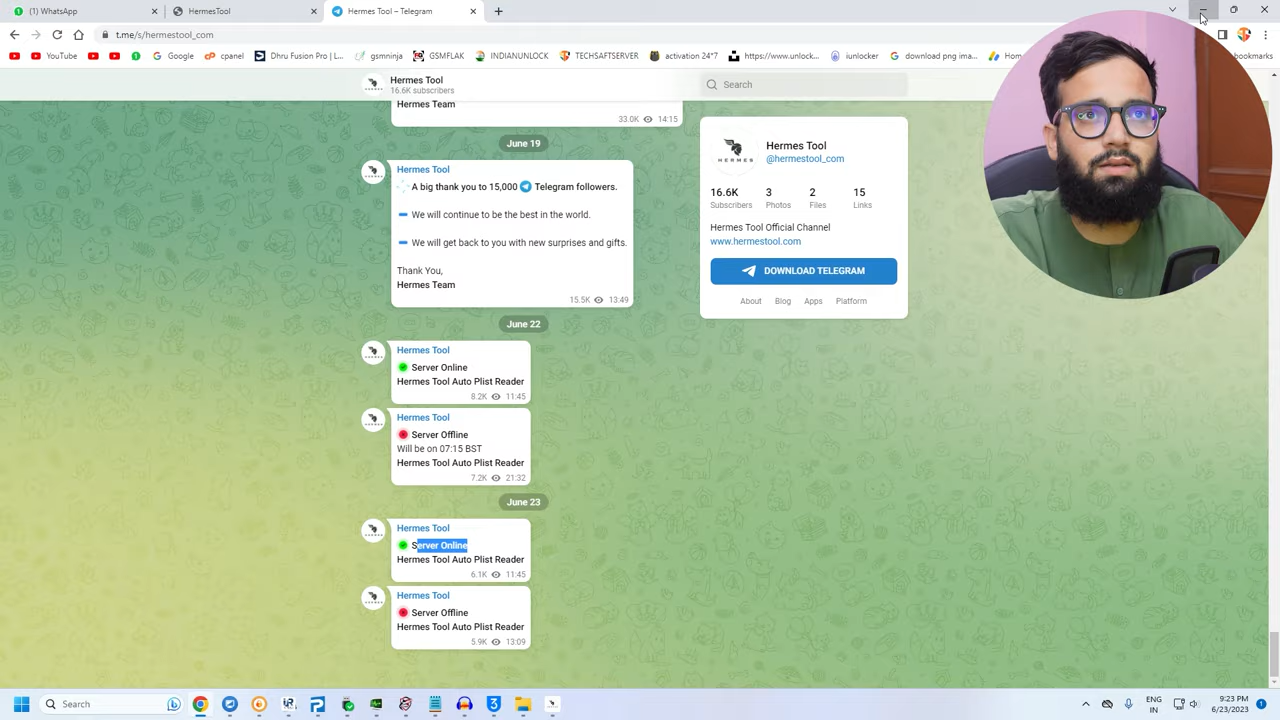 (1) WhatsApp
HermesTool
Hermes Tool – Telegram
t.me/s/hermestool_com
YouTube
Google
cpanel
Dhru Fusion Pro | L...
gsmninja
GSMFLAK
INDIANUNLOCK
TECHSAFTSERVER
activation 24*7
https://www.unlock...
iunlocker
download png ima...
Hom
bookmarks
Hermes Tool
16.6K subscribers
Search
Hermes Team
33.0K 14:15
June 19
Hermes Tool
A big thank you to 15,000 Telegram followers.
We will continue to be the best in the world.
We will get back to you with new surprises and gifts.
Thank You,
Hermes Team
15.5K 13:49
June 22
Hermes Tool
Server Online
Hermes Tool Auto Plist Reader
8.2K 11:45
Hermes Tool
Server Offline
Will be on 07:15 BST
Hermes Tool Auto Plist Reader
7.2K 21:32
June 23
Hermes Tool
Server Online
Hermes Tool Auto Plist Reader
6.1K 11:45
Hermes Tool
Server Offline
Hermes Tool Auto Plist Reader
5.9K 13:09
HERMES
Hermes Tool
@hermestool_com
16.6K 3 2 15
Subscribers Photos Files Links
Hermes Tool Official Channel
www.hermestool.com
DOWNLOAD TELEGRAM
About Blog Apps Platform
Search
ENG
IN
9:23 PM
6/23/2023